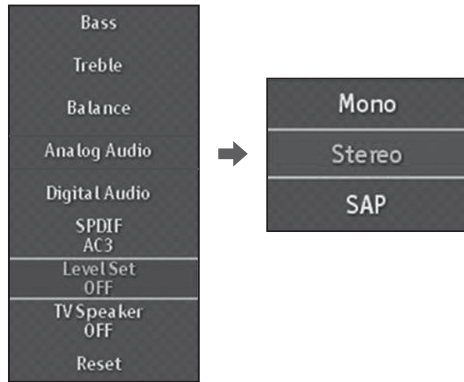 Bass
Treble
Balance
Analog Audio
Digital Audio
SPDIF
AC3
Level Set
OFF
TV Speaker
OFF
Reset
Mono
Stereo
SAP